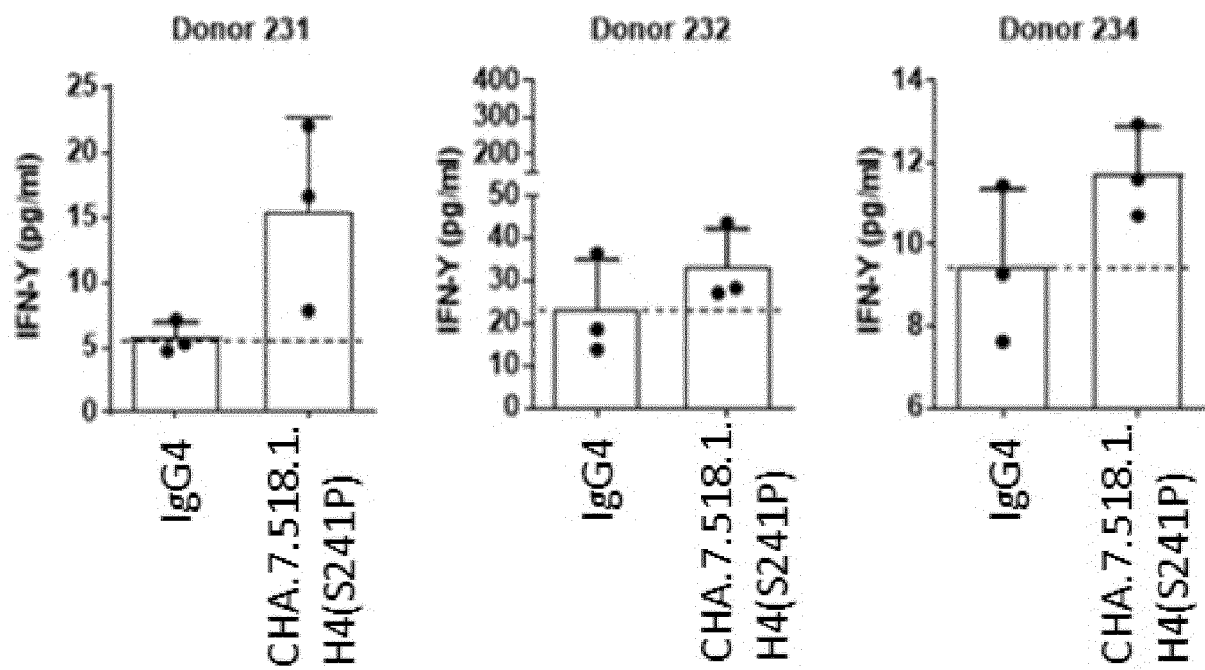 Donor 231
IFN-Y (pg/ml)
25
20
15
10
5
0
IgG4
CHA.7.518.1.
H4(S241P)
Donor 232
IFN-Y (pg/ml)
400
300
200
50
40
30
20
10
0
IgG4
CHA.7.518.1.
H4(S241P)
Donor 234
IFN-Y (pg/ml)
14
12
10
8
6
IgG4
CHA.7.518.1.
H4(S241P)